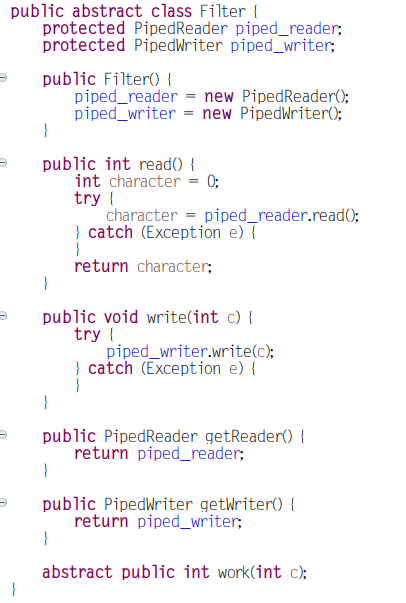 public abstract class Filter {
protected PipedReader piped_reader;
protected PipedWriter piped_writer;
public Filter() {
piped_reader = new PipedReader();
piped_writer = new PipedWriter();
}
public int read() {
int character = 0;
try {
character = piped_reader.read();
} catch (Exception e) {
}
return character;
}
public void write(int c) {
try {
piped_writer.write(c);
} catch (Exception e) {
}
}
public PipedReader getReader() {
return piped_reader;
}
public PipedWriter getWriter() {
return piped_writer;
}
abstract public int work(int c);
}